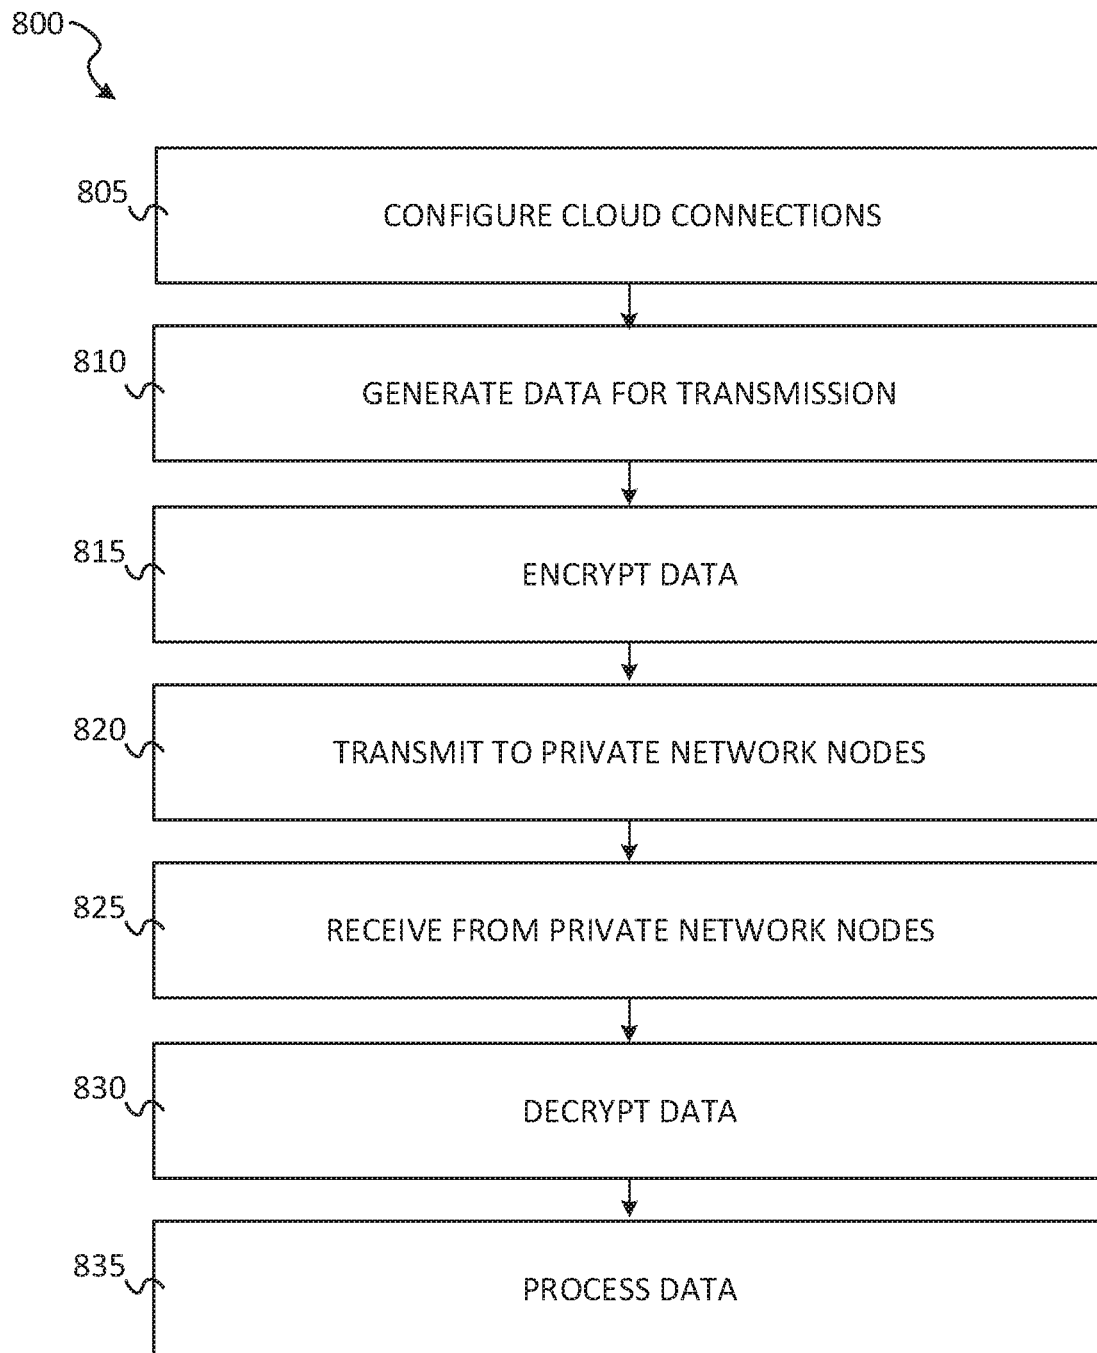 800
805
CONFIGURE CLOUD CONNECTIONS
810
GENERATE DATA FOR TRANSMISSION
815
ENCRYPT DATA
820
TRANSMIT TO PRIVATE NETWORK NODES
825
RECEIVE FROM PRIVATE NETWORK NODES
830
DECRYPT DATA
835
PROCESS DATA